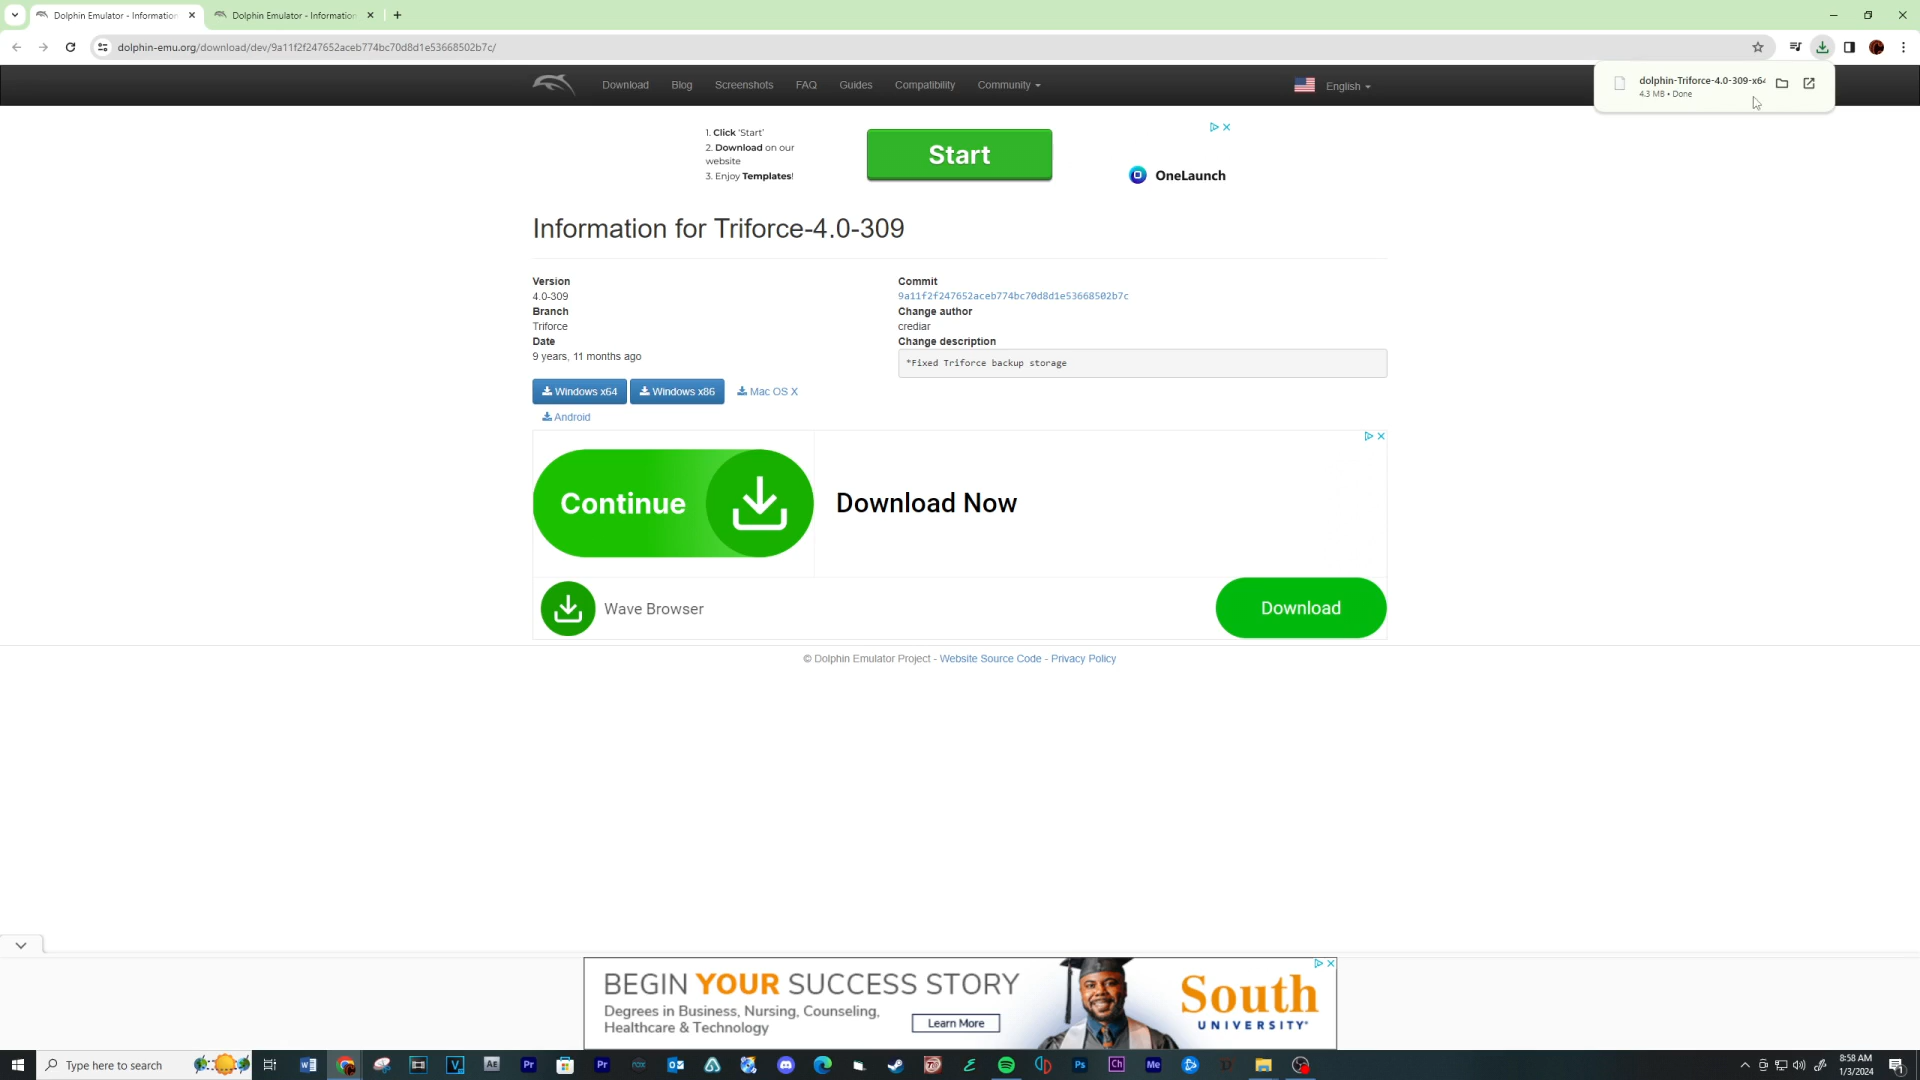 Dolphin Emulator - Information
Dolphin Emulator - Information
dolphin-emu.org/download/dev/9a11f2f247652aceb774bc70d8d1e53668502b7c/
Download Blog Screenshots FAQ Guides Compatibility Community English
dolphin-Triforce-4.0-309-x64
4.3 MB • Done
1. Click 'Start'
2. Download on our
website
3. Enjoy Templates!
Start
OneLaunch
Information for Triforce-4.0-309
Version
4.0-309
Branch
Triforce
Date
9 years, 11 months ago
Commit
9a11f2f247652aceb774bc70d8d1e53668502b7c
Change author
crediar
Change description
*Fixed Triforce backup storage
Windows x64 Windows x86 Mac OS X
Android
Continue
Download Now
Wave Browser
Download
© Dolphin Emulator Project - Website Source Code - Privacy Policy
BEGIN YOUR SUCCESS STORY
Degrees in Business, Nursing, Counseling,
Healthcare & Technology
Learn More
South
UNIVERSITY
Type here to search
8:58 AM
1/3/2024